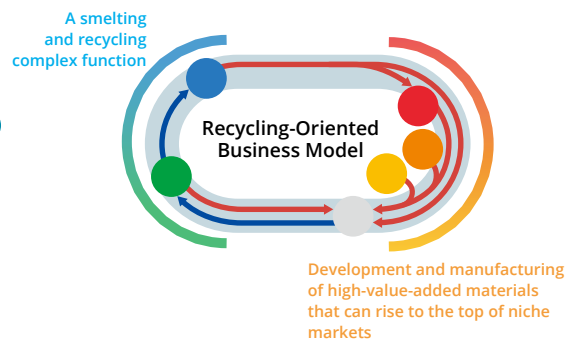 A smelting
and recycling
complex function
Recycling-Oriented
Business Model
Development and manufacturing
of high-value-added materials
that can rise to the top of niche
markets